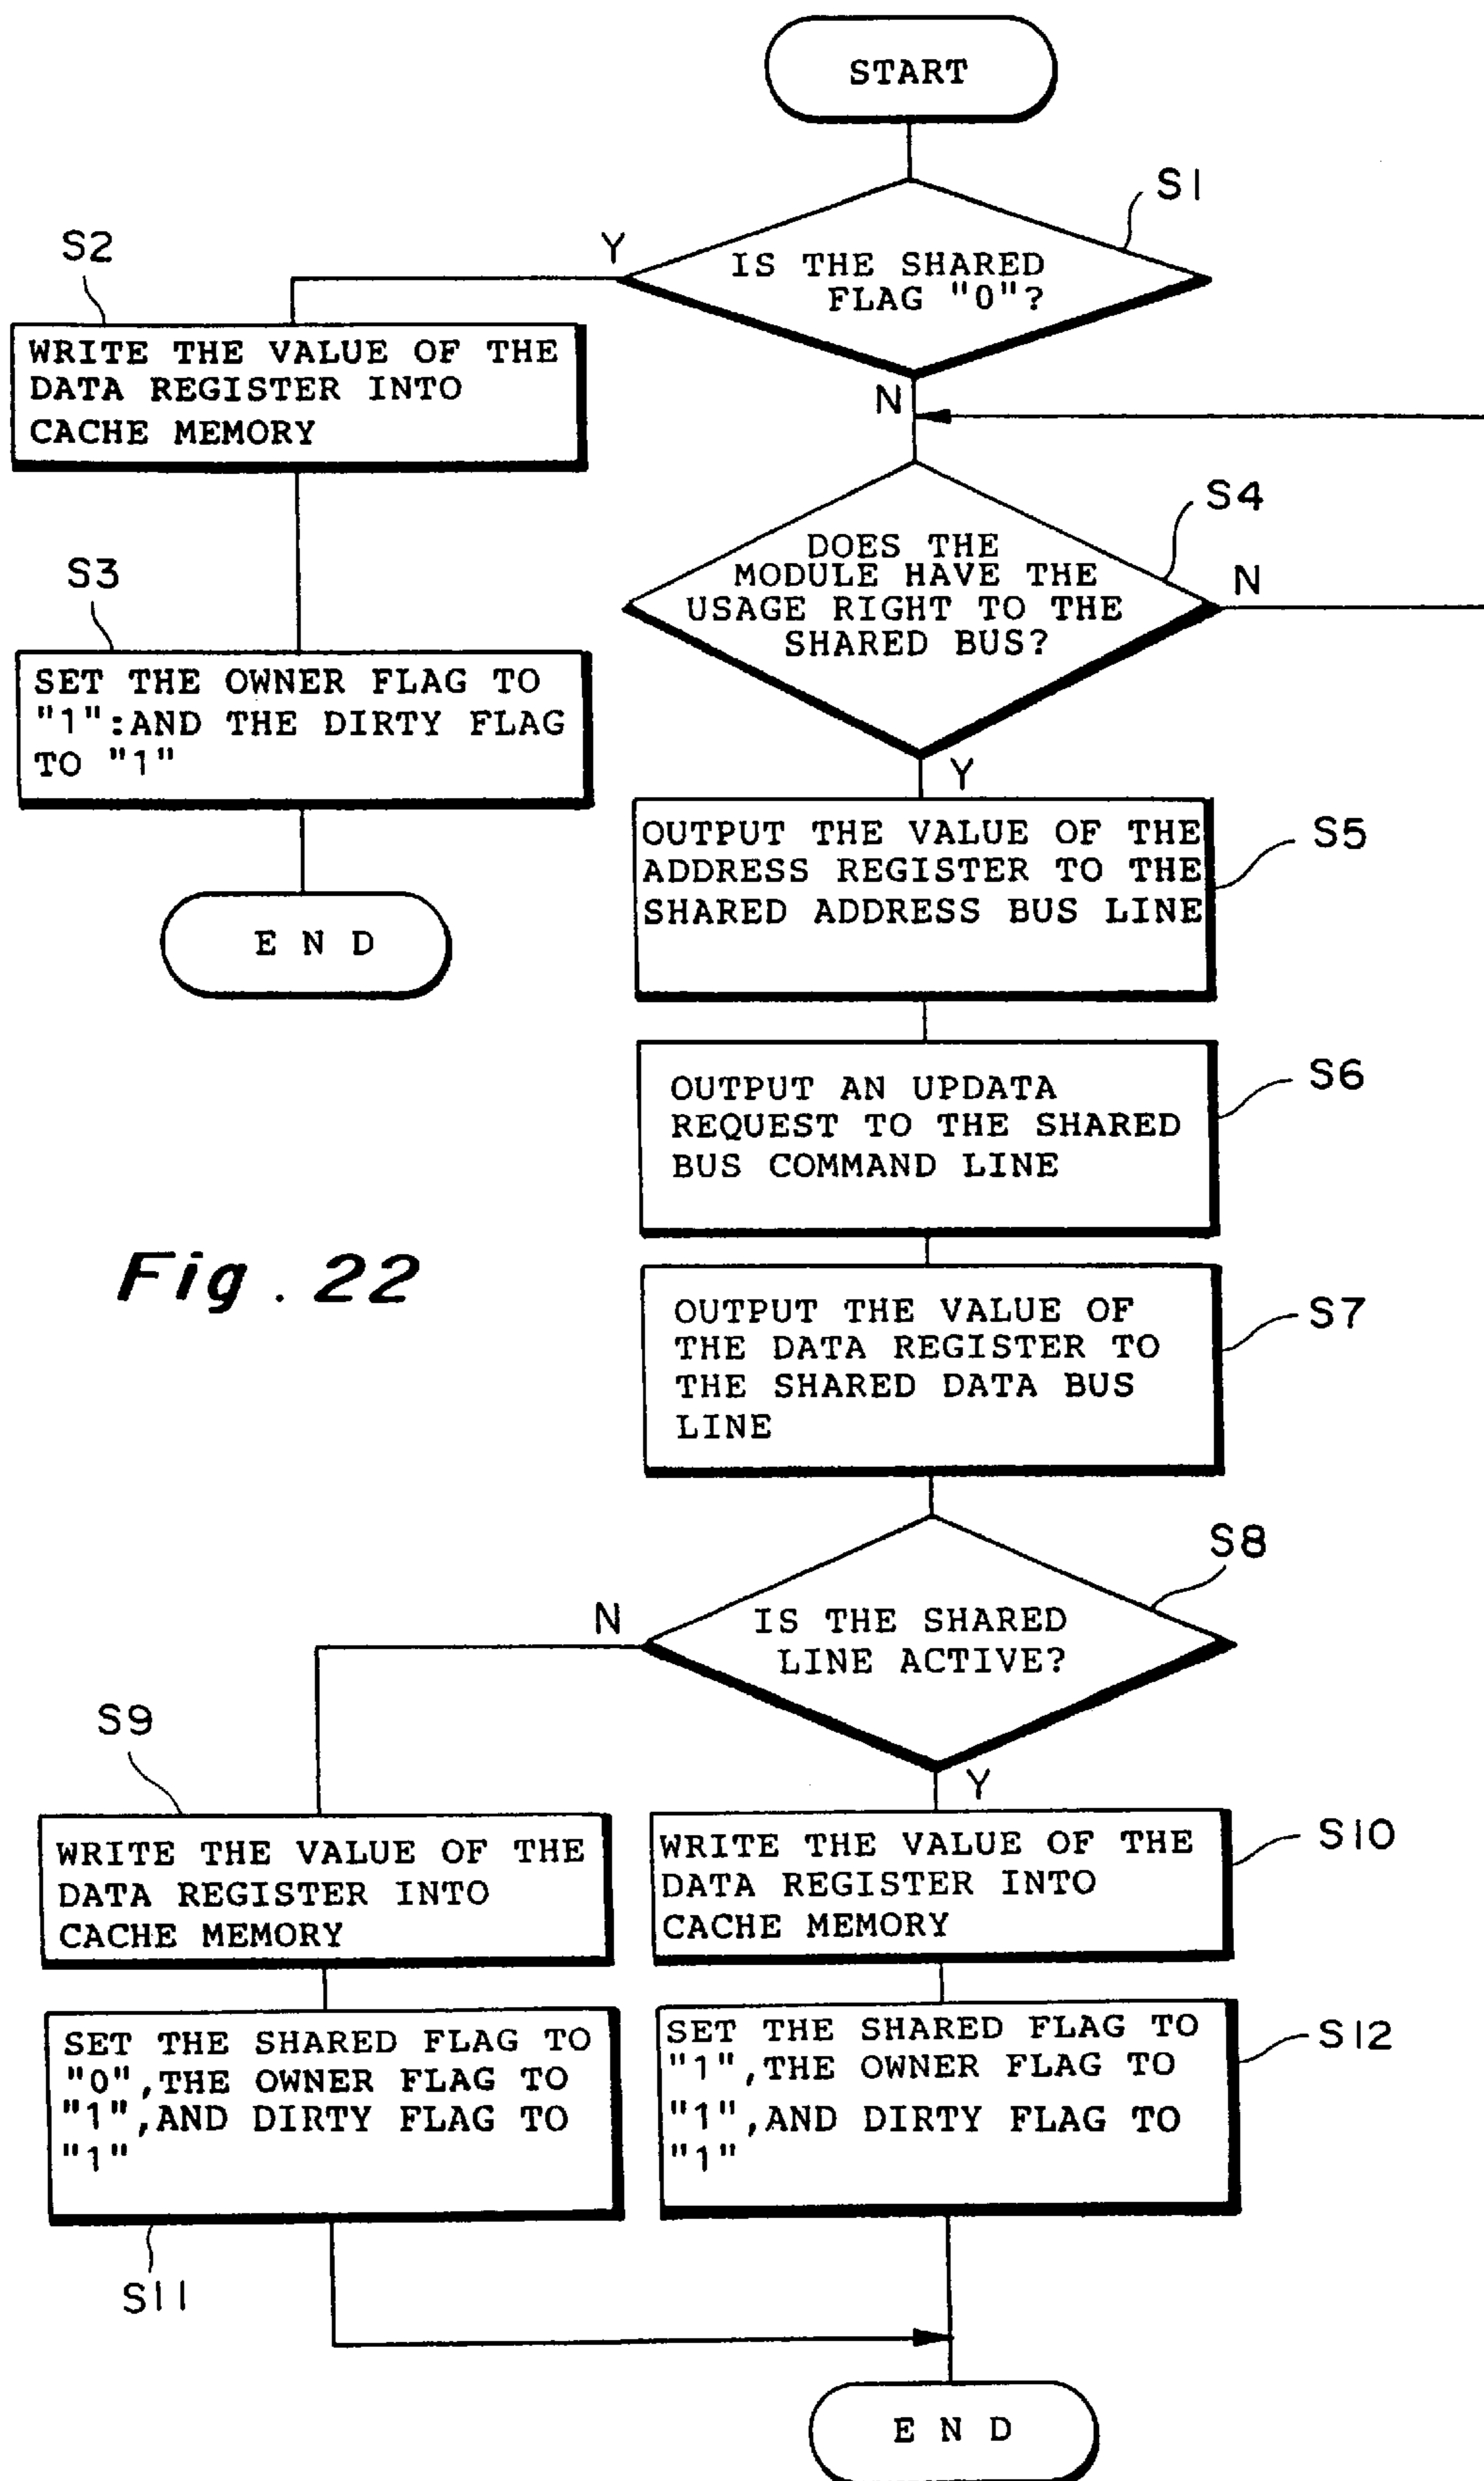 START
S1
IS THE SHARED
FLAG "0"?
Y
N
S2
WRITE THE VALUE OF THE
DATA REGISTER INTO
CACHE MEMORY
S3
SET THE OWNER FLAG TO
"1":AND THE DIRTY FLAG
TO "1"
E N D
S4
DOES THE
MODULE HAVE THE
USAGE RIGHT TO THE
SHARED BUS?
N
Y
S5
OUTPUT THE VALUE OF THE
ADDRESS REGISTER TO THE
SHARED ADDRESS BUS LINE
S6
OUTPUT AN UPDATA
REQUEST TO THE SHARED
BUS COMMAND LINE
Fig. 22
S7
OUTPUT THE VALUE OF
THE DATA REGISTER TO
THE SHARED DATA BUS
LINE
S8
IS THE SHARED
LINE ACTIVE?
N
Y
S9
WRITE THE VALUE OF THE
DATA REGISTER INTO
CACHE MEMORY
S10
WRITE THE VALUE OF THE
DATA REGISTER INTO
CACHE MEMORY
SET THE SHARED FLAG TO
"0",THE OWNER FLAG TO
"1",AND DIRTY FLAG TO
"1"
S11
S12
SET THE SHARED FLAG TO
"1",THE OWNER FLAG TO
"1",AND DIRTY FLAG TO
"1"
E N D